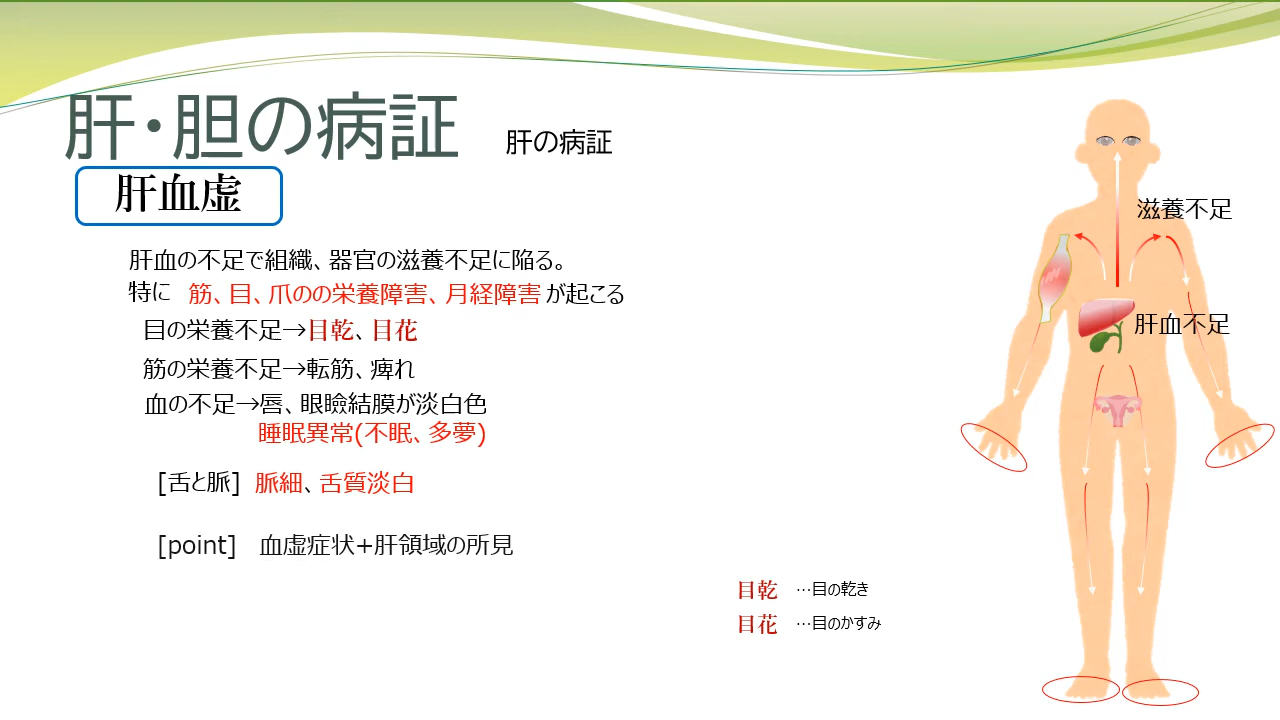 肝・胆の病証 肝の病証
肝血虚
肝血の不足で組織、器官の滋養不足に陥る。
特に 筋、目、爪のの栄養障害、月経障害 が起こる
目の栄養不足→目乾、目花
筋の栄養不足→転筋、痺れ
血の不足→唇、眼瞼結膜が淡白色
睡眠異常(不眠、多夢)
[舌と脈] 脈細、舌質淡白
[point] 血虚症状+肝領域の所見
滋養不足
肝血不足
目乾 …目の乾き
目花 …目のかすみ